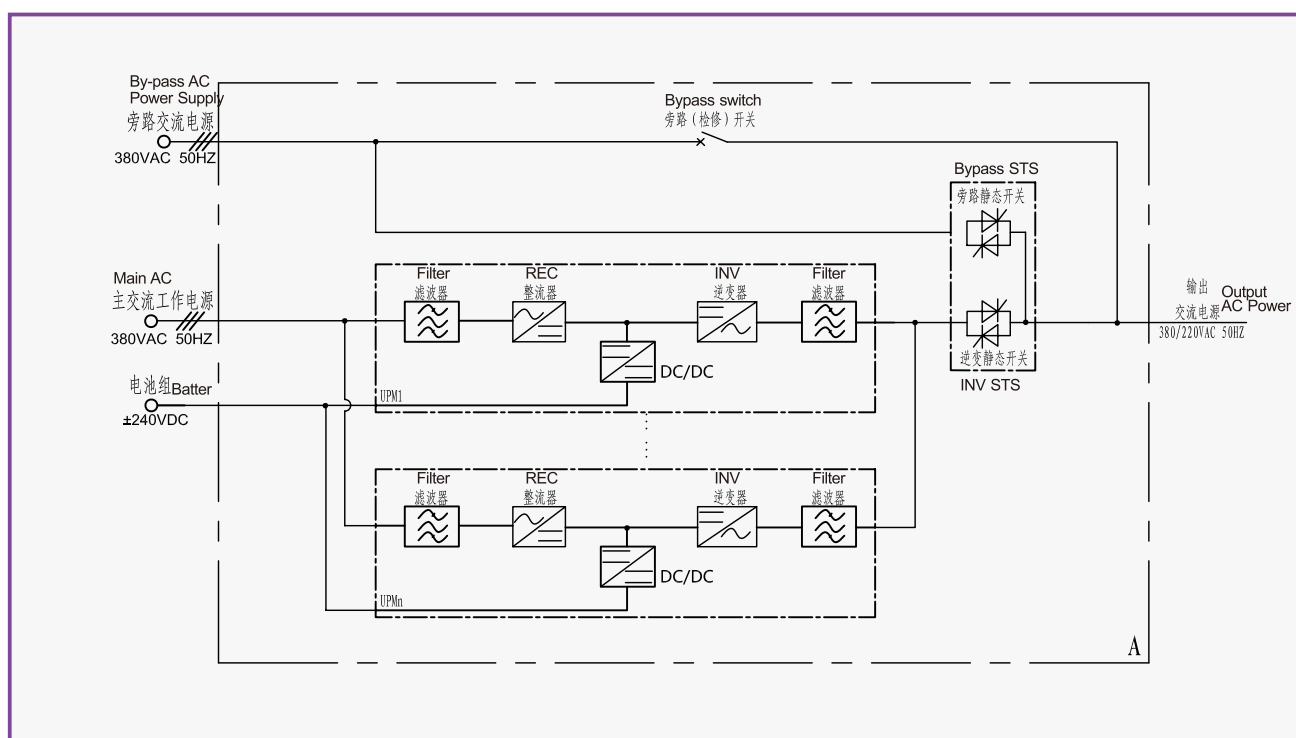 By-pass AC
Power Supply
旁路交流电源
380VAC 50HZ
Bypass switch
旁路（检修）开关
Bypass STS
旁路静态开关
Main AC
主交流工作电源
380VAC 50HZ
Filter
滤波器
REC
整流器
INV
逆变器
Filter
滤波器
DC/DC
UPM1
逆变静态开关
INV STS
输出
交流电源
Output
AC Power
380/220VAC 50HZ
电池组Batter
±240VDC
Filter
滤波器
REC
整流器
INV
逆变器
Filter
滤波器
DC/DC
UPMn
A